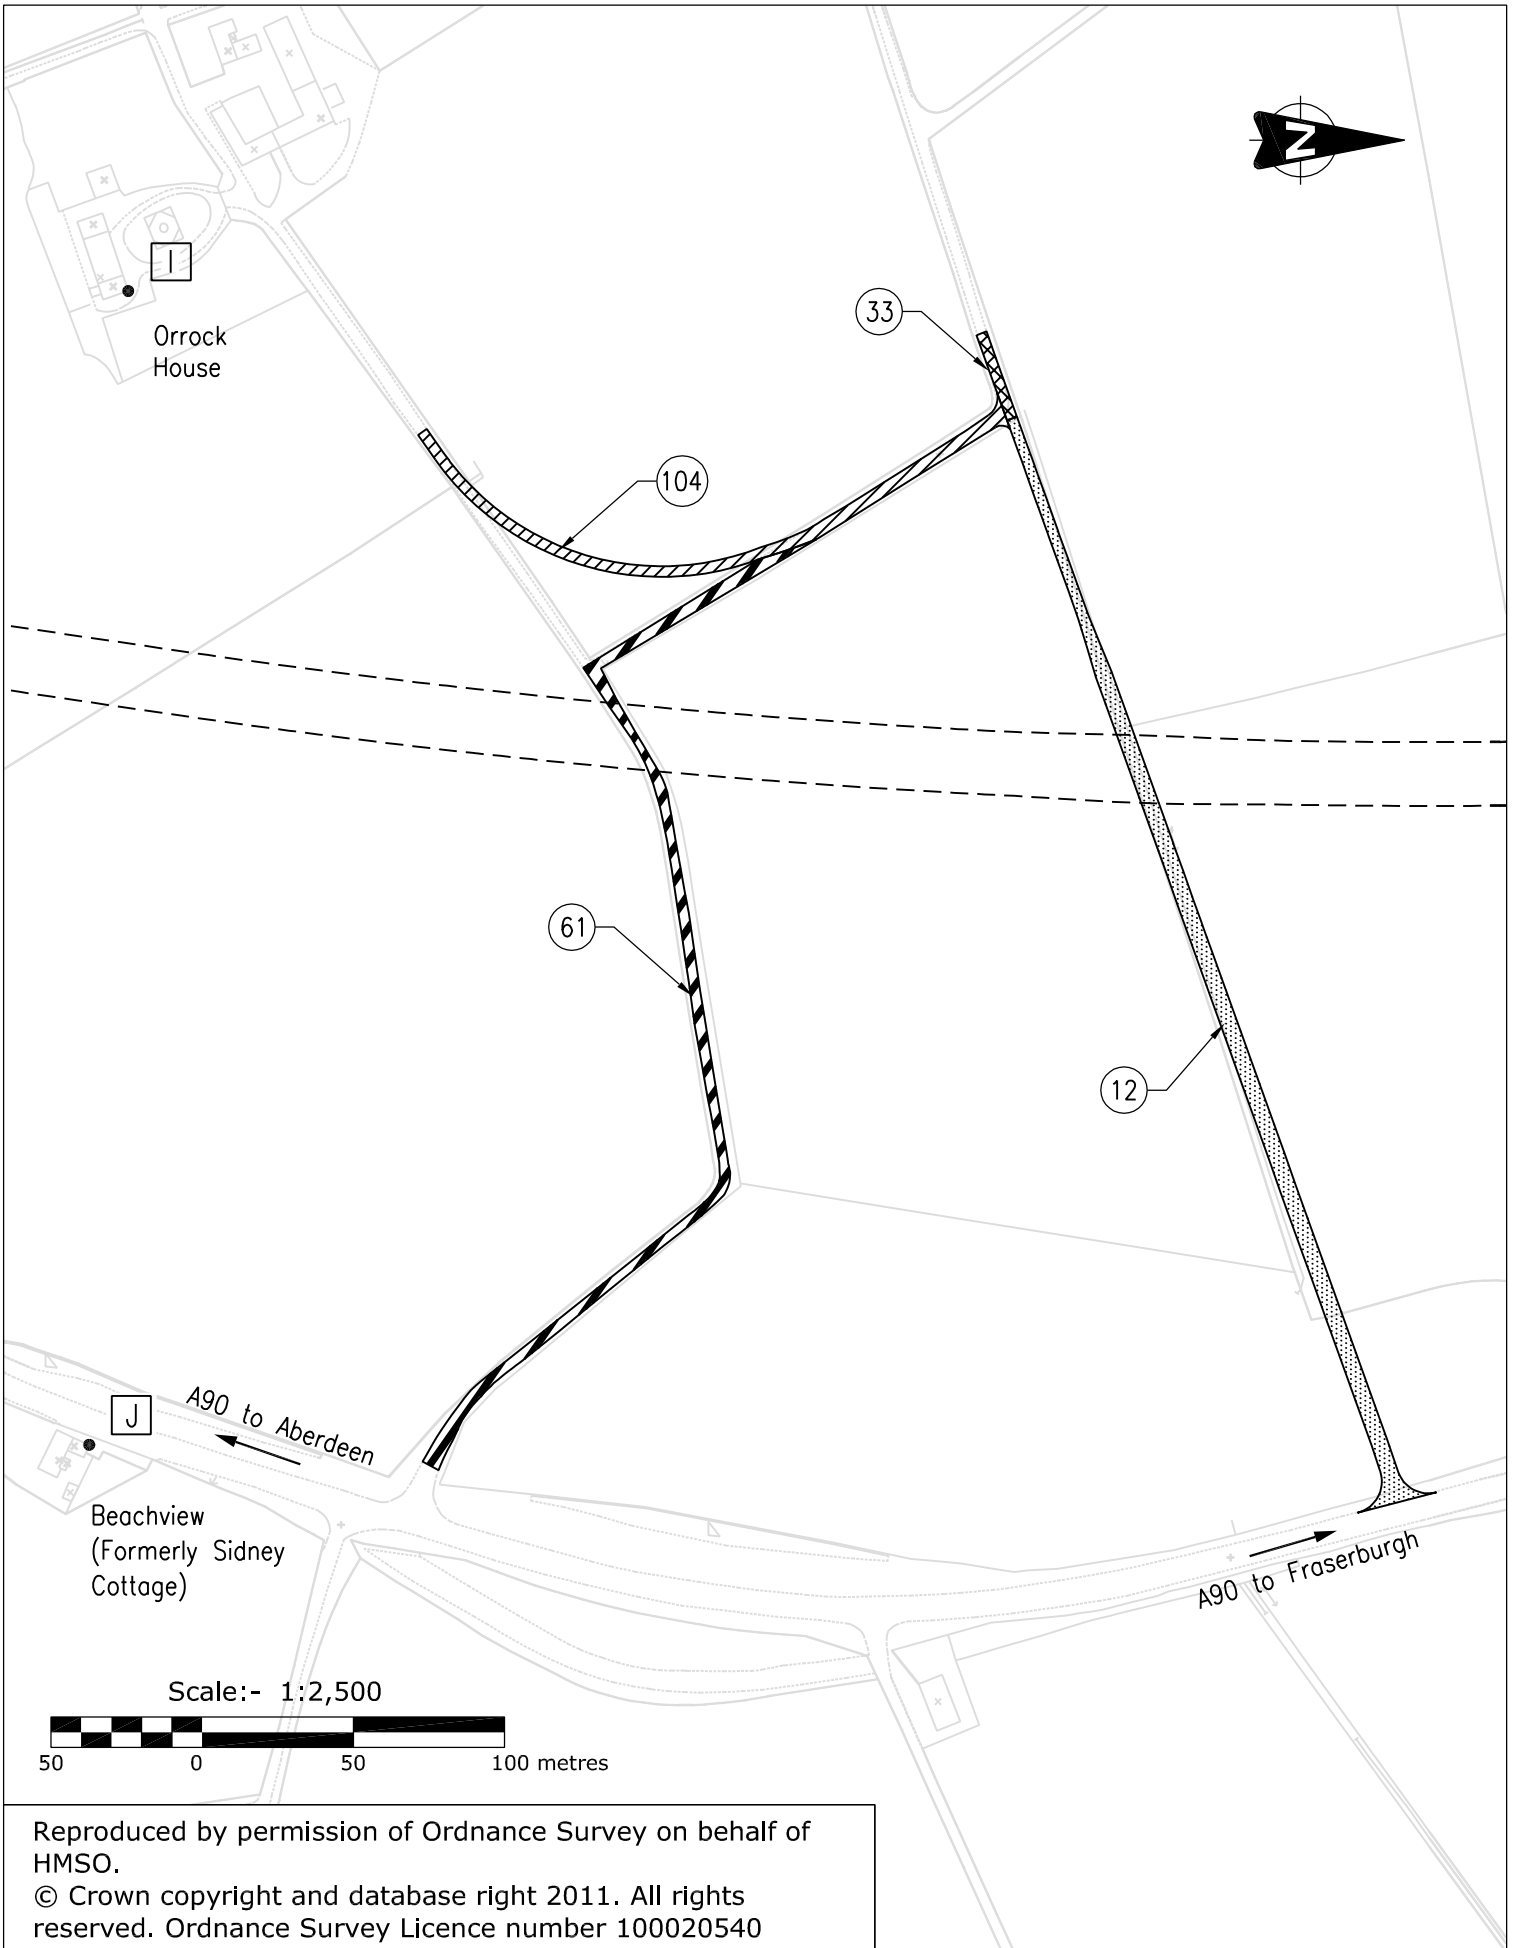 N
I
Orrock
House
33
104
61
12
J
A90 to Aberdeen
Beachview
(Formerly Sidney
Cottage)
A90 to Fraserburgh
Scale:- 1:2,500
50 0 50 100 metres
Reproduced by permission of Ordnance Survey on behalf of
HMSO.
© Crown copyright and database right 2011. All rights
reserved. Ordnance Survey Licence number 100020540